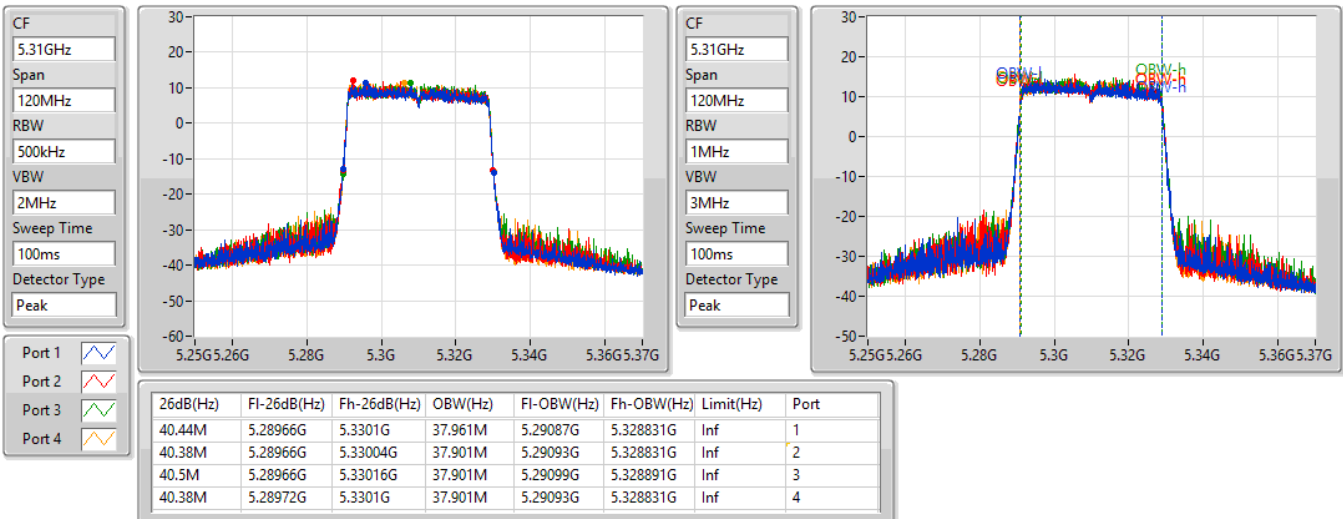 CF
5.31GHz
Span
120MHz
RBW
500kHz
VBW
2MHz
Sweep Time
100ms
Detector Type
Peak
30
20
10
0
-10
-20
-30
-40
-50
-60
5.25G 5.26G 5.28G 5.3G 5.32G 5.34G 5.36G 5.37G
CF
5.31GHz
Span
120MHz
RBW
1MHz
VBW
3MHz
Sweep Time
100ms
Detector Type
Peak
30
20
10
0
-10
-20
-30
-40
-50
OBW-h
OBW-h
OBW-h
5.25G 5.26G 5.28G 5.3G 5.32G 5.34G 5.36G 5.37G
Port 1
Port 2
Port 3
Port 4
26dB(Hz) Fl-26dB(Hz) Fh-26dB(Hz) OBW(Hz) Fl-OBW(Hz) Fh-OBW(Hz) Limit(Hz) Port
40.44M 5.28966G 5.3301G 37.961M 5.29087G 5.328831G Inf 1
40.38M 5.28966G 5.33004G 37.901M 5.29093G 5.328831G Inf 2
40.5M 5.28966G 5.33016G 37.901M 5.29099G 5.328891G Inf 3
40.38M 5.28972G 5.3301G 37.901M 5.29093G 5.328831G Inf 4